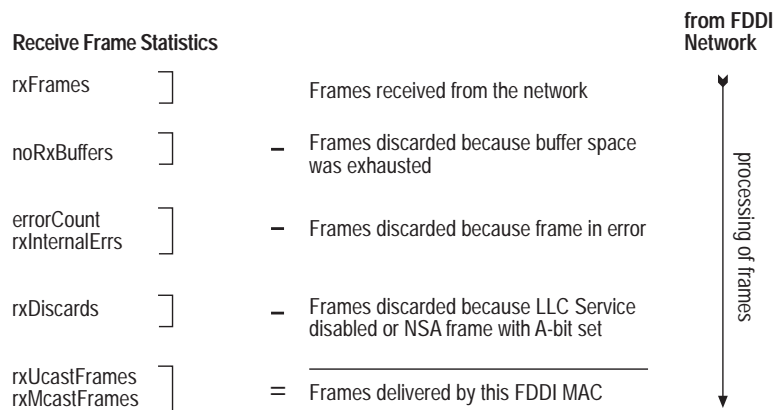 from FDDI
Network
Receive Frame Statistics
rxFrames
Frames received from the network
noRxBuffers
– Frames discarded because buffer space
was exhausted
errorCount
rxInternalErrs
– Frames discarded because frame in error
rxDiscards
– Frames discarded because LLC Service
disabled or NSA frame with A-bit set
rxUcastFrames
rxMcastFrames
= Frames delivered by this FDDI MAC
processing of frames